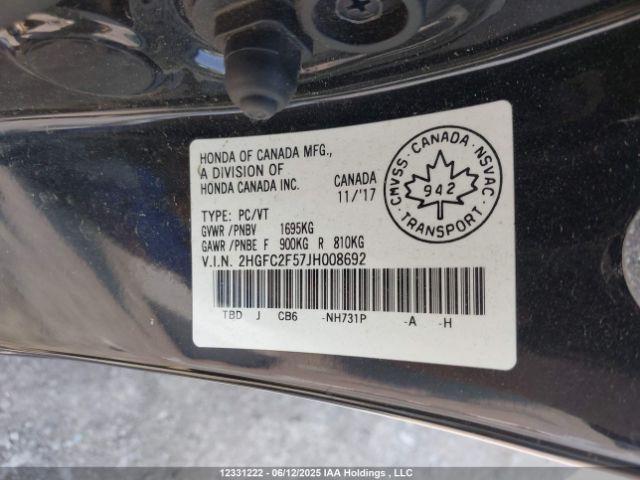 HONDA OF CANADA MFG.,
A DIVISION OF
HONDA CANADA INC.
CANADA
11/'17
TYPE: PC/VT
GVWR /PNBV 1695KG
GAWR /PNBE F 900KG R 810KG
V.I.N. 2HGFC2F57JH008692
TBD J CB6 -NH731P -A -H
CANADA
CMVSS · NSVAC
942
TRANSPORT
12331222 - 06/12/2025 IAA Holdings , LLC